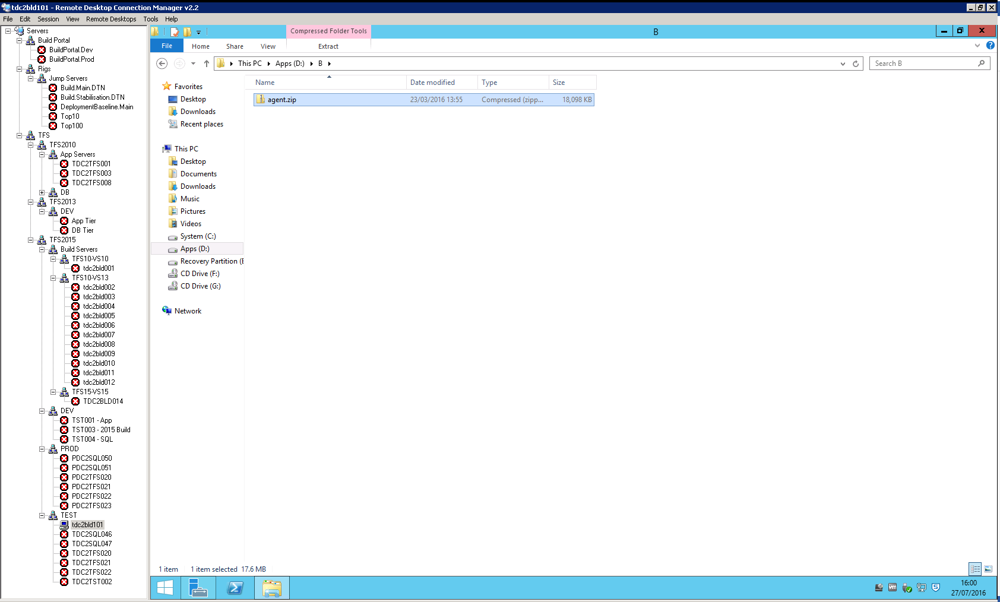 tdc2bld101 - Remote Desktop Connection Manager v2.2
File Edit Session View Remote Desktops Tools Help
Servers
Build Portal
BuildPortal.Dev
BuildPortal.Prod
Rigs
Jump Servers
Build.Main.DTN
Build.Stabilisation.DTN
DeploymentBaseline.Main
Top10
Top100
TFS
TFS2010
App Servers
TDC2TFS001
TDC2TFS003
TDC2TFS008
DB
TFS2013
DEV
App Tier
DB Tier
TFS2015
Build Servers
TFS10-VS10
tdc2bld001
TFS10-VS13
tdc2bld002
tdc2bld003
tdc2bld004
tdc2bld005
tdc2bld006
tdc2bld007
tdc2bld008
tdc2bld009
tdc2bld010
tdc2bld011
tdc2bld012
TFS15-VS15
TDC2BLD014
DEV
TST001 - App
TST003 - 2015 Build
TST004 - SQL
PROD
PDC2SQL050
PDC2SQL051
PDC2TFS020
PDC2TFS021
PDC2TFS022
PDC2TFS023
TEST
tdc2bld101
TDC2SQL046
TDC2SQL047
TDC2TFS020
TDC2TFS021
TDC2TFS022
TDC2TST002
Compressed Folder Tools
B
File Home Share View Extract
This PC Apps (D:) B
Search B
Favorites
Desktop
Downloads
Recent places
This PC
Desktop
Documents
Downloads
Music
Pictures
Videos
System (C:)
Apps (D:)
Recovery Partition (E
CD Drive (F:)
CD Drive (G:)
Network
Name Date modified Type Size
agent.zip 23/03/2016 13:55 Compressed (zipp... 18,098 KB
1 item 1 item selected 17.6 MB
16:00
27/07/2016